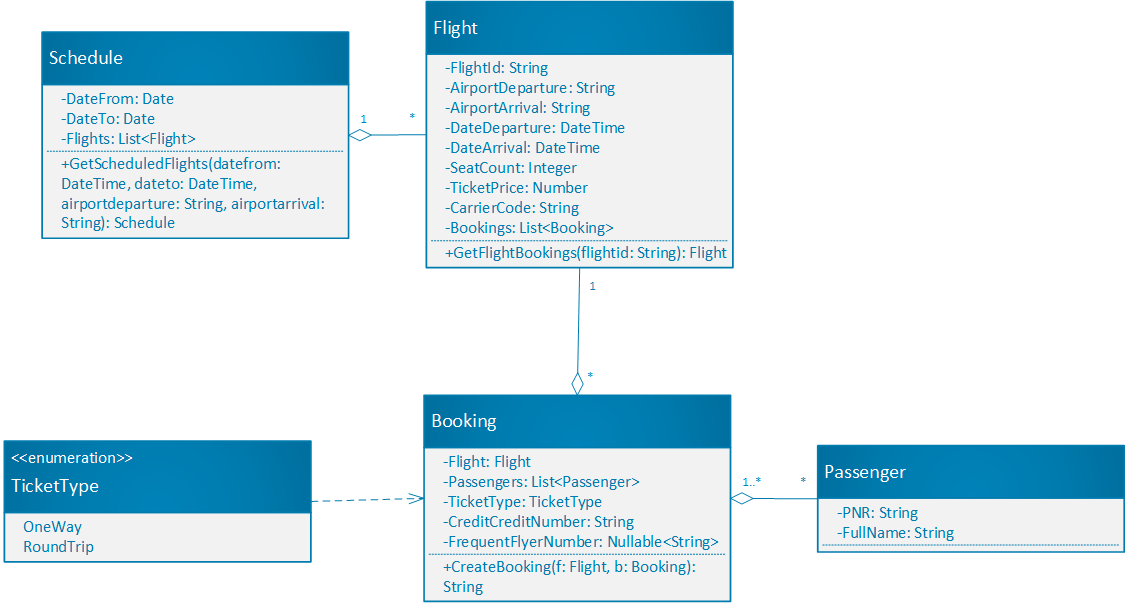 Schedule
-DateFrom: Date
-DateTo: Date
-Flights: List<Flight>
+GetScheduledFlights(datefrom:
DateTime, dateto: DateTime,
airportdeparture: String, airportarrival:
String): Schedule
1
*
Flight
-FlightId: String
-AirportDeparture: String
-AirportArrival: String
-DateDeparture: DateTime
-DateArrival: DateTime
-SeatCount: Integer
-TicketPrice: Number
-CarrierCode: String
-Bookings: List<Booking>
+GetFlightBookings(flightid: String): Flight
1
*
<<enumeration>>
TicketType
OneWay
RoundTrip
Booking
-Flight: Flight
-Passengers: List<Passenger>
-TicketType: TicketType
-CreditCreditNumber: String
-FrequentFlyerNumber: Nullable<String>
+CreateBooking(f: Flight, b: Booking):
String
1..*
*
Passenger
-PNR: String
-FullName: String